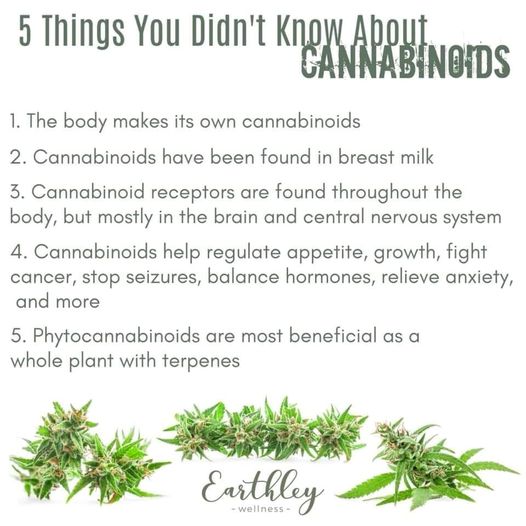 5 Things You Didn't Know About
CANNABINOIDS
1. The body makes its own cannabinoids
2. Cannabinoids have been found in breast milk
3. Cannabinoid receptors are found throughout the
body, but mostly in the brain and central nervous system
4. Cannabinoids help regulate appetite, growth, fight
cancer, stop seizures, balance hormones, relieve anxiety,
and more
5. Phytocannabinoids are most beneficial as a
whole plant with terpenes
Earthley
- wellness -